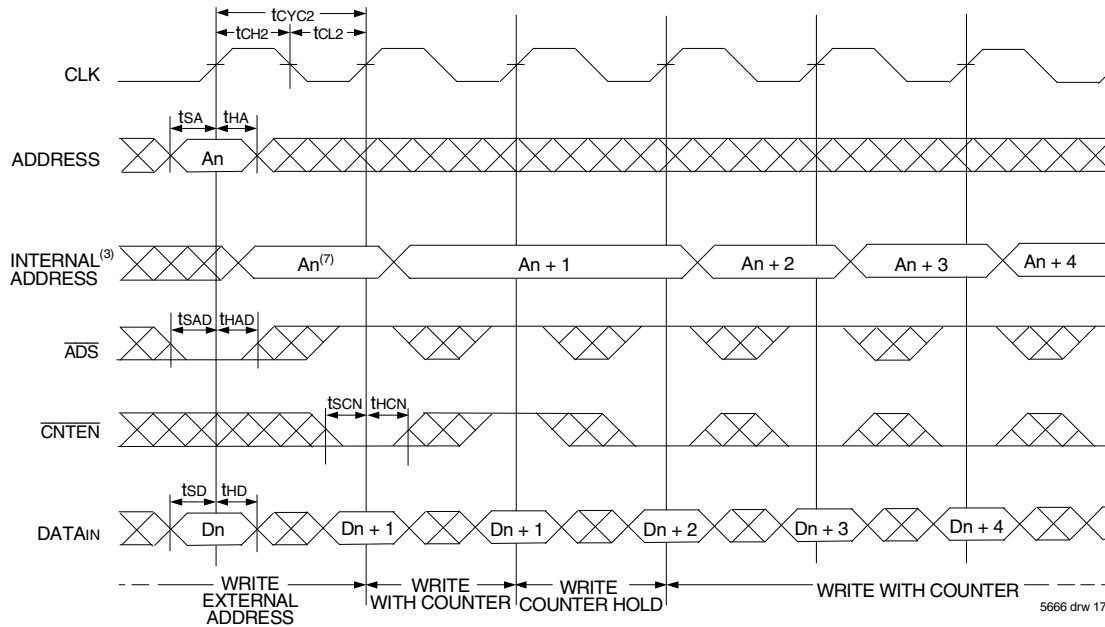 tCYC2
tCH2 tCL2
CLK
tSA tHA
ADDRESS An
INTERNAL(3)
ADDRESS An(7) An + 1 An + 2 An + 3 An + 4
tSAD tHAD
ADS
tSCN tHCN
CNTEN
tSD tHD
DATAIN Dn Dn + 1 Dn + 1 Dn + 2 Dn + 3 Dn + 4
WRITE
EXTERNAL
ADDRESS
WRITE
WITH COUNTER
WRITE
COUNTER HOLD
WRITE WITH COUNTER
5666 drw 17